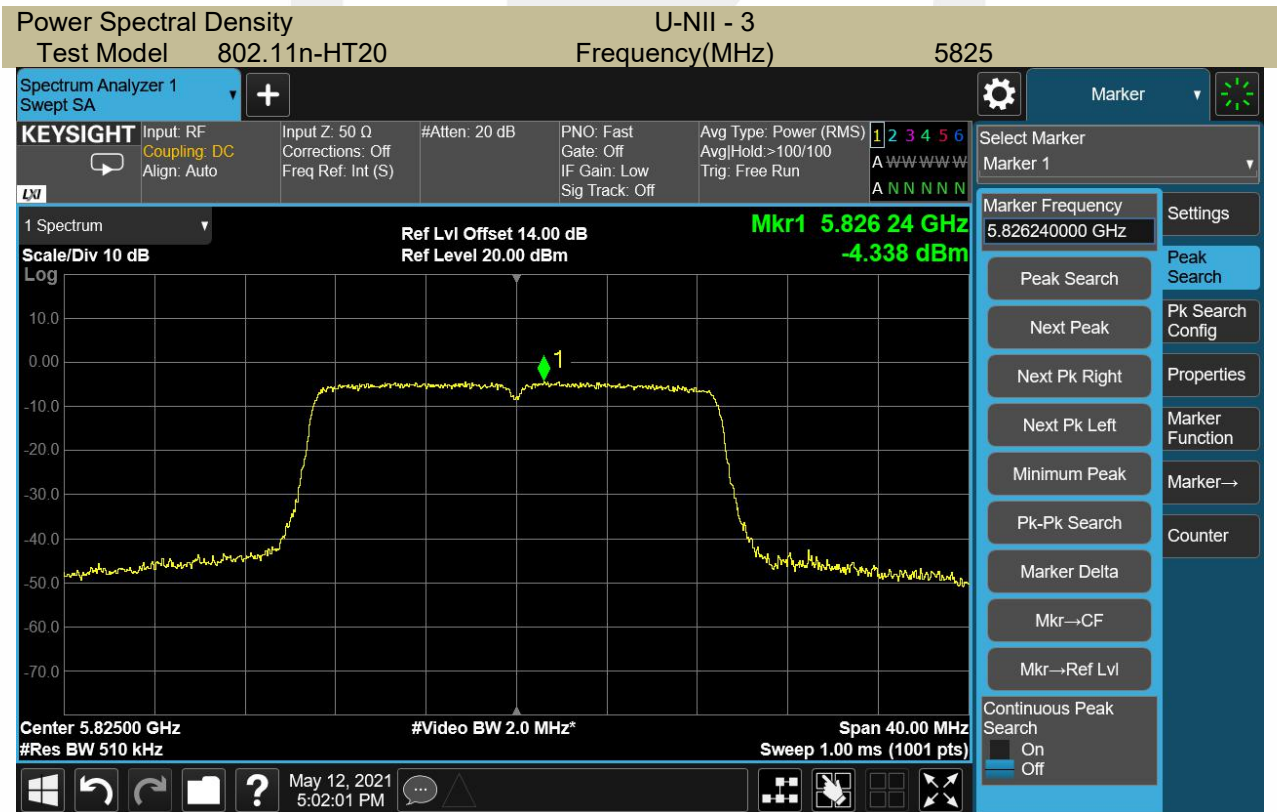 Power Spectral Density U-NII - 3
Test Model 802.11n-HT20 Frequency(MHz) 5825
Spectrum Analyzer 1
Swept SA
+
Marker
KEYSIGHT
LXI
Input: RF
Coupling: DC
Align: Auto
Input Z: 50 Ω
Corrections: Off
Freq Ref: Int (S)
#Atten: 20 dB
PNO: Fast
Gate: Off
IF Gain: Low
Sig Track: Off
Avg Type: Power (RMS)
Avg|Hold:>100/100
Trig: Free Run
1 2 3 4 5 6
A W W W W W
A N N N N N
Select Marker
Marker 1
1 Spectrum
Scale/Div 10 dB
Ref Lvl Offset 14.00 dB
Ref Level 20.00 dBm
Mkr1 5.826 24 GHz
-4.338 dBm
Log
10.0
0.00
-10.0
-20.0
-30.0
-40.0
-50.0
-60.0
-70.0
1
Center 5.82500 GHz
#Res BW 510 kHz
#Video BW 2.0 MHz*
Span 40.00 MHz
Sweep 1.00 ms (1001 pts)
Marker Frequency
5.826240000 GHz
Peak Search
Next Peak
Next Pk Right
Next Pk Left
Minimum Peak
Pk-Pk Search
Marker Delta
Mkr→CF
Mkr→Ref Lvl
Continuous Peak
Search
On
Off
Settings
Peak
Search
Pk Search
Config
Properties
Marker
Function
Marker→
Counter
?
May 12, 2021
5:02:01 PM